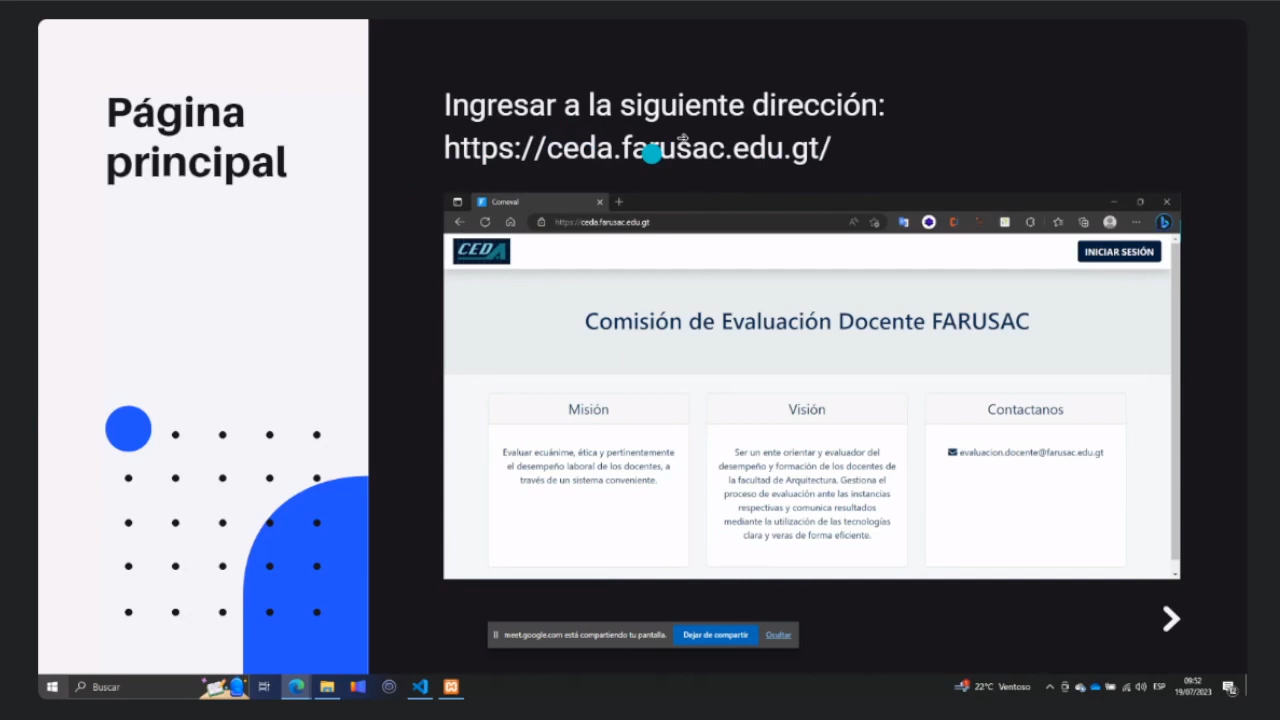 Página
principal
Ingresar a la siguiente dirección:
https://ceda.farusac.edu.gt/
Comeval
https://ceda.farusac.edu.gt
CEDA
INICIAR SESIÓN
Comisión de Evaluación Docente FARUSAC
Misión
Evaluar ecuánime, ética y pertinentemente
el desempeño laboral de los docentes, a
través de un sistema conveniente.
Visión
Ser un ente orientar y evaluador del
desempeño y formación de los docentes de
la facultad de Arquitectura. Gestiona el
proceso de evaluación ante las instancias
respectivas y comunica resultados
mediante la utilización de las tecnologías
clara y veras de forma eficiente.
Contactanos
evaluacion.docente@farusac.edu.gt
meet.google.com está compartiendo tu pantalla.
Dejar de compartir
Ocultar
Buscar
22°C Ventoso
ESP
09:52
19/07/2023